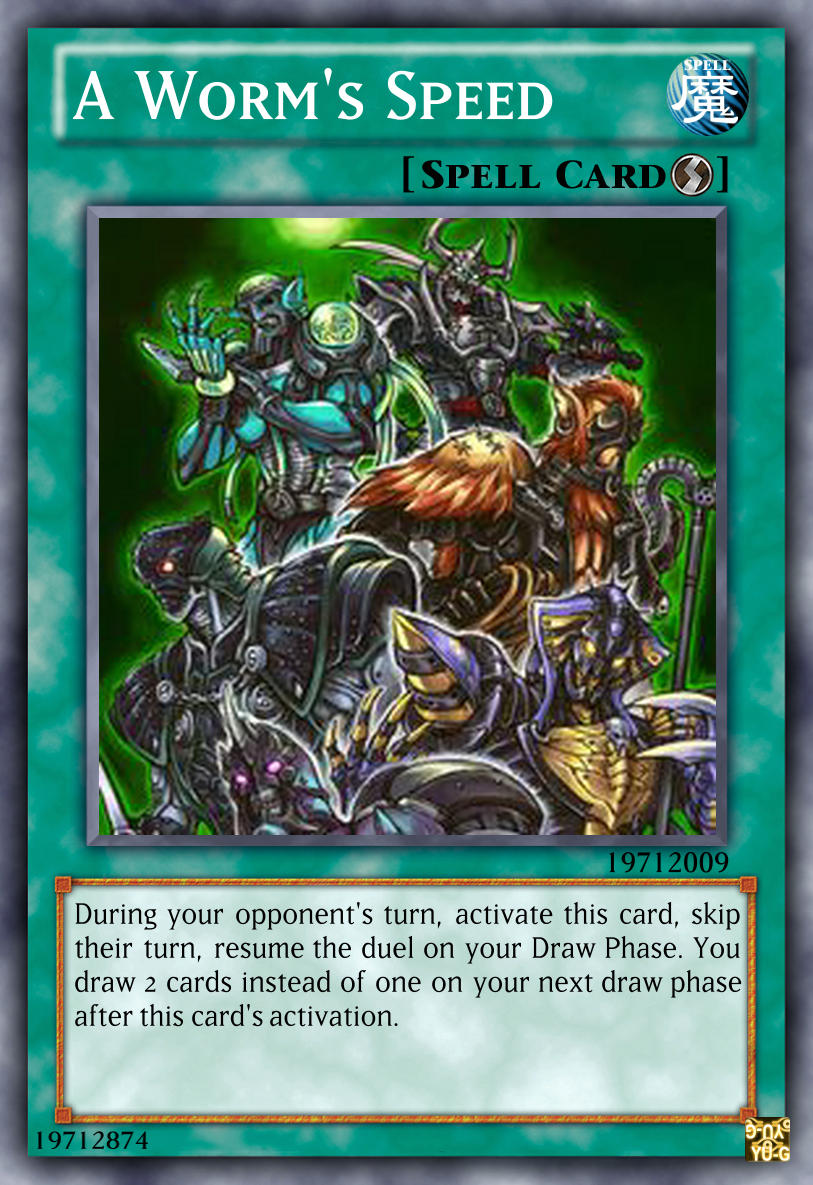 A Worm's Speed
SPELL
魔
[Spell Card]
19712009
During your opponent's turn, activate this card, skip
their turn, resume the duel on your Draw Phase. You
draw 2 cards instead of one on your next draw phase
after this card's activation.
19712874
YU-G